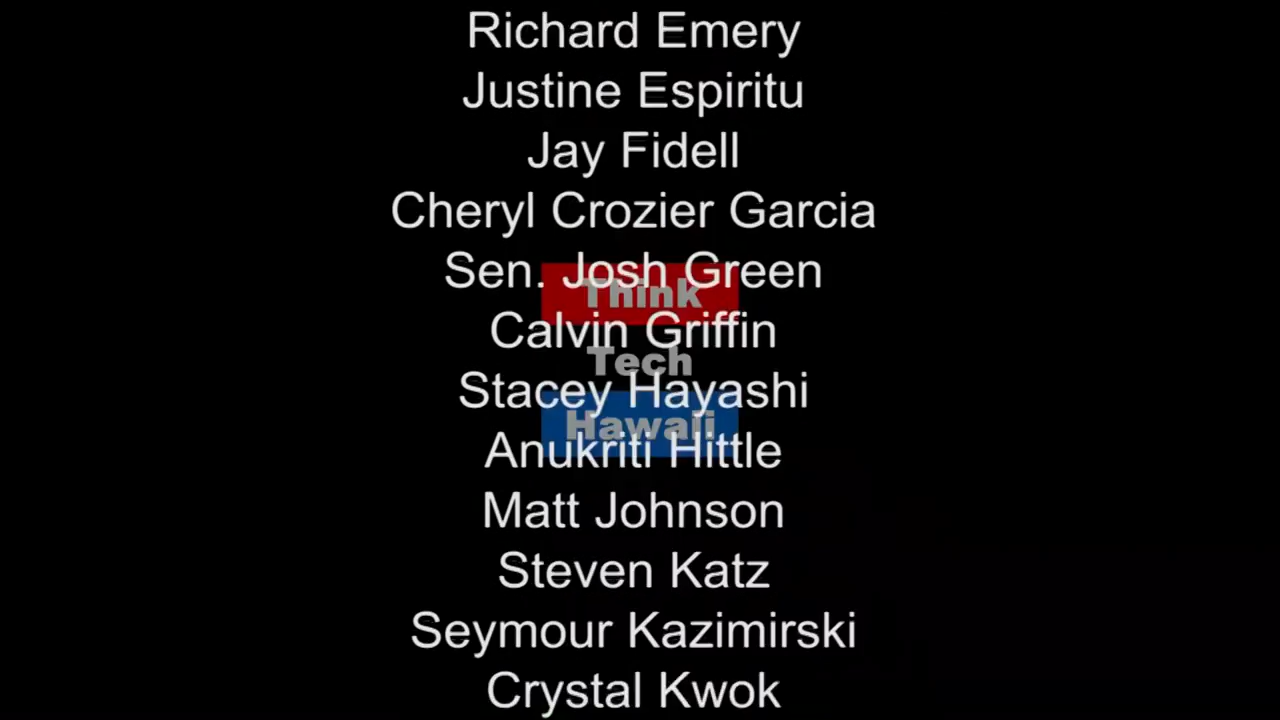 Richard Emery
Justine Espiritu
Jay Fidell
Cheryl Crozier Garcia
Sen. Josh Green
Think
Calvin Griffin
Tech
Stacey Hayashi
Hawaii
Anukriti Hittle
Matt Johnson
Steven Katz
Seymour Kazimirski
Crystal Kwok